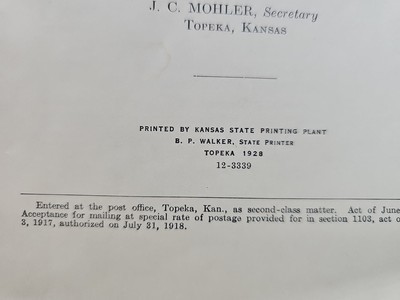 J. C. MOHLER, Secretary
TOPEKA, KANSAS
PRINTED BY KANSAS STATE PRINTING PLANT
B. P. WALKER, STATE PRINTER
TOPEKA 1928
12-3339
Entered at the post office, Topeka, Kan., as second-class matter. Act of June
Acceptance for mailing at special rate of postage provided for in section 1103, act o
3, 1917, authorized on July 31, 1918.